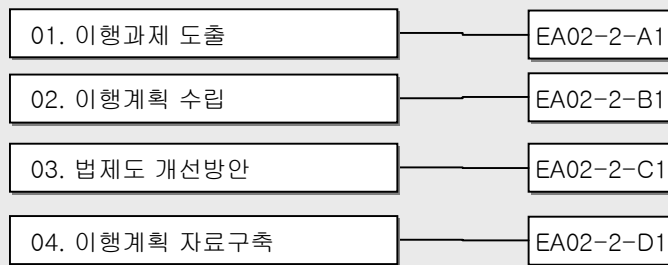 01. 이행과제 도출
EA02-2-A1
02. 이행계획 수립
EA02-2-B1
03. 법제도 개선방안
EA02-2-C1
04. 이행계획 자료구축
EA02-2-D1